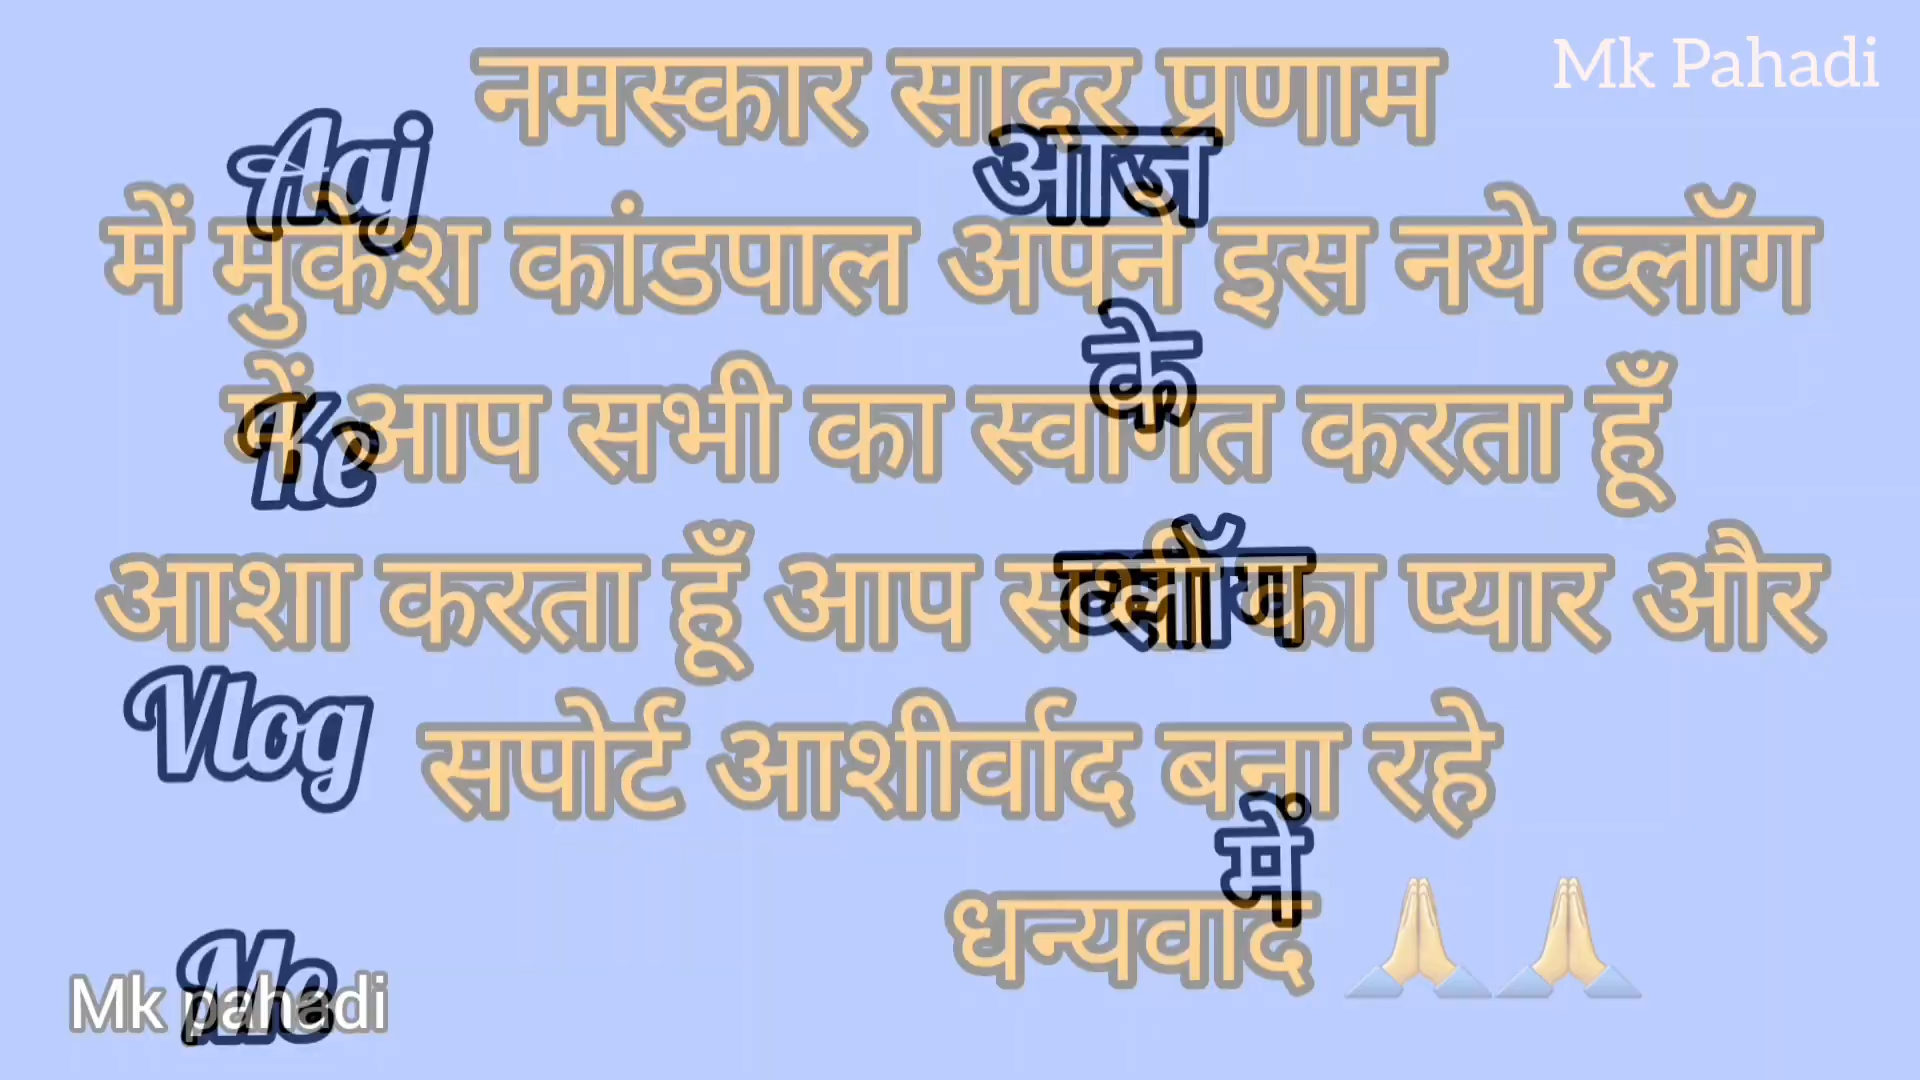 Mk Pahadi
नमस्कार सादर प्रणाम
में मुकेश कांडपाल अपने इस नये व्लॉग
में आप सभी का स्वागत करता हूँ
आशा करता हूँ आप सभी का प्यार और
सपोर्ट आशीर्वाद बना रहे
धन्यवाद 🙏🏻🙏🏻
Aaj
Ke
Vlog
Me
आज
के
व्लॉग
में
Mk pahadi